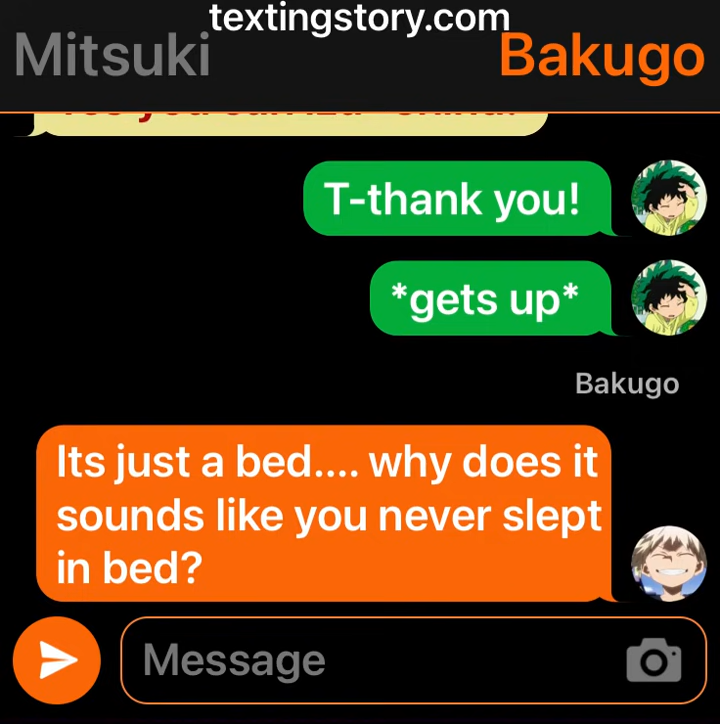 textingstory.com
Mitsuki
Bakugo
T-thank you!
*gets up*
Bakugo
Its just a bed.... why does it
sounds like you never slept
in bed?
Message